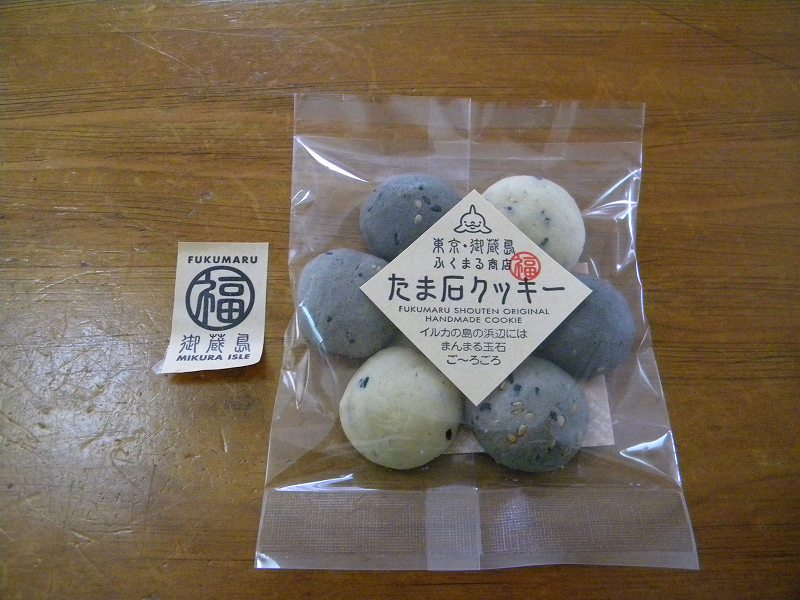 FUKUMARU
福
御蔵島
MIKURA ISLE
東京・御蔵島
ふくまる商店
福
たま石クッキー
FUKUMARU SHOUTEN ORIGINAL
HANDMADE COOKIE
イルカの島の浜辺には
まんまる玉石
ご〜ろごろ